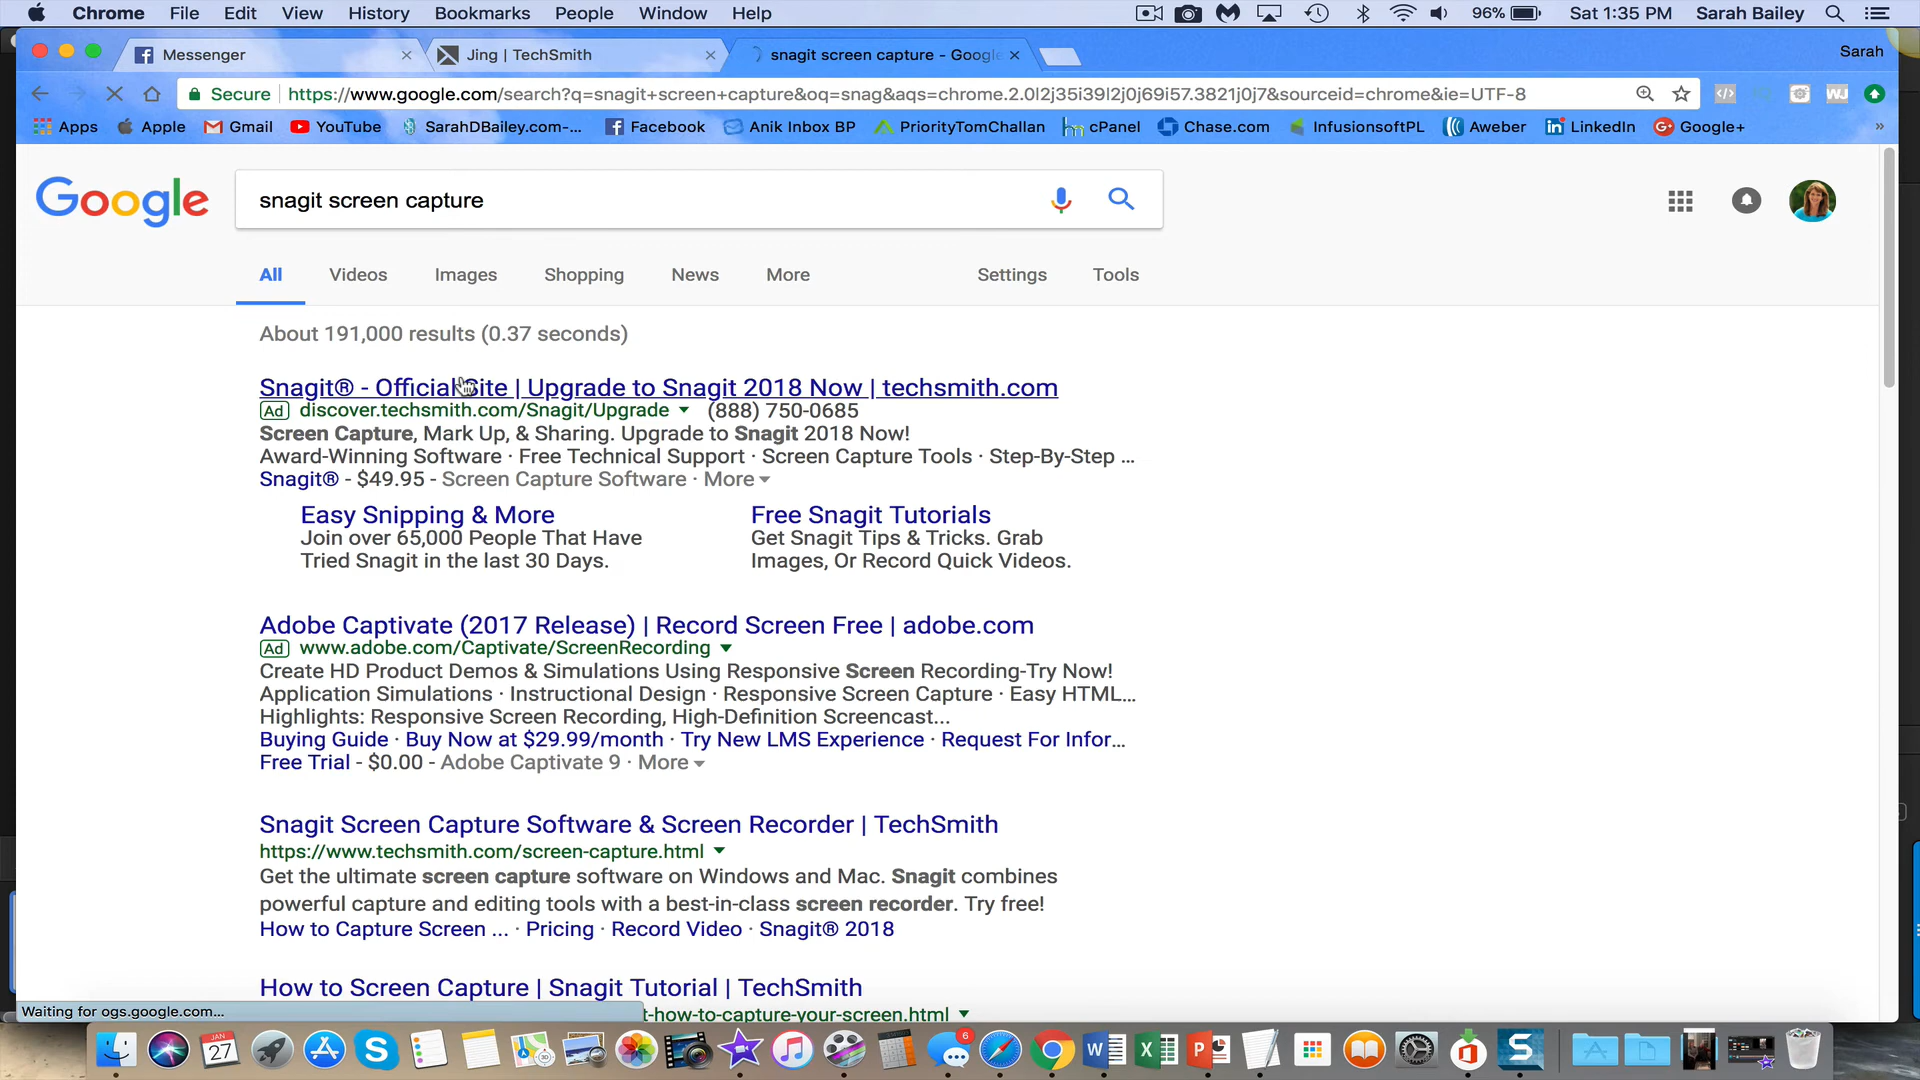 Chrome File Edit View History Bookmarks People Window Help 96% Sat 1:35 PM Sarah Bailey
Messenger Jing | TechSmith snagit screen capture - Google Sarah
Secure https://www.google.com/search?q=snagit+screen+capture&oq=snag&aqs=chrome.2.0l2j35i39l2j0j69i57.3821j0j7&sourceid=chrome&ie=UTF-8
Apps Apple Gmail YouTube SarahDBailey.com-... Facebook Anik Inbox BP PriorityTomChallan cPanel Chase.com InfusionsoftPL Aweber LinkedIn Google+ »
Google snagit screen capture
All Videos Images Shopping News More Settings Tools
About 191,000 results (0.37 seconds)
Snagit® - Official Site | Upgrade to Snagit 2018 Now | techsmith.com
Ad discover.techsmith.com/Snagit/Upgrade (888) 750-0685
Screen Capture, Mark Up, & Sharing. Upgrade to Snagit 2018 Now!
Award-Winning Software · Free Technical Support · Screen Capture Tools · Step-By-Step ...
Snagit® - $49.95 - Screen Capture Software · More
Easy Snipping & More
Join over 65,000 People That Have
Tried Snagit in the last 30 Days.
Free Snagit Tutorials
Get Snagit Tips & Tricks. Grab
Images, Or Record Quick Videos.
Adobe Captivate (2017 Release) | Record Screen Free | adobe.com
Ad www.adobe.com/Captivate/ScreenRecording
Create HD Product Demos & Simulations Using Responsive Screen Recording-Try Now!
Application Simulations · Instructional Design · Responsive Screen Capture · Easy HTML...
Highlights: Responsive Screen Recording, High-Definition Screencast...
Buying Guide · Buy Now at $29.99/month · Try New LMS Experience · Request For Infor...
Free Trial - $0.00 - Adobe Captivate 9 · More
Snagit Screen Capture Software & Screen Recorder | TechSmith
https://www.techsmith.com/screen-capture.html
Get the ultimate screen capture software on Windows and Mac. Snagit combines
powerful capture and editing tools with a best-in-class screen recorder. Try free!
How to Capture Screen ... · Pricing · Record Video · Snagit® 2018
How to Screen Capture | Snagit Tutorial | TechSmith
Waiting for ogs.google.com... t-how-to-capture-your-screen.html
JAN 27 6